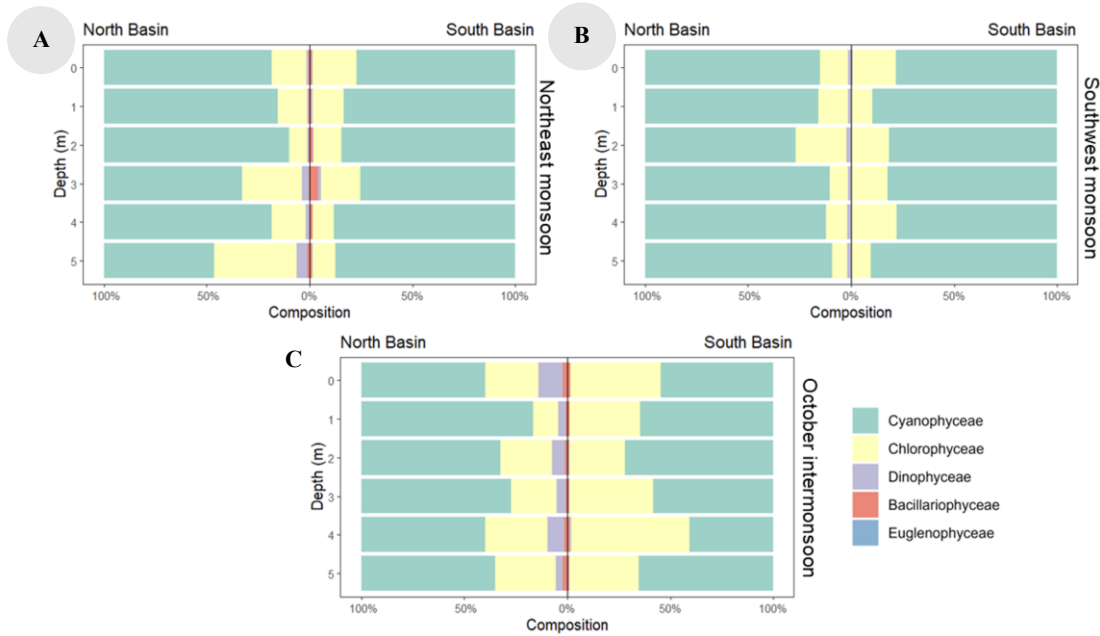 A
North Basin South Basin
0
1
2
3
4
5
Depth (m)
100% 50% 0% 50% 100%
Composition
Northeast monsoon
B
North Basin South Basin
0
1
2
3
4
5
Depth (m)
100% 50% 0% 50% 100%
Composition
Southwest monsoon
C
North Basin South Basin
0
1
2
3
4
5
Depth (m)
100% 50% 0% 50% 100%
Composition
October intermonsoon
Cyanophyceae
Chlorophyceae
Dinophyceae
Bacillariophyceae
Euglenophyceae